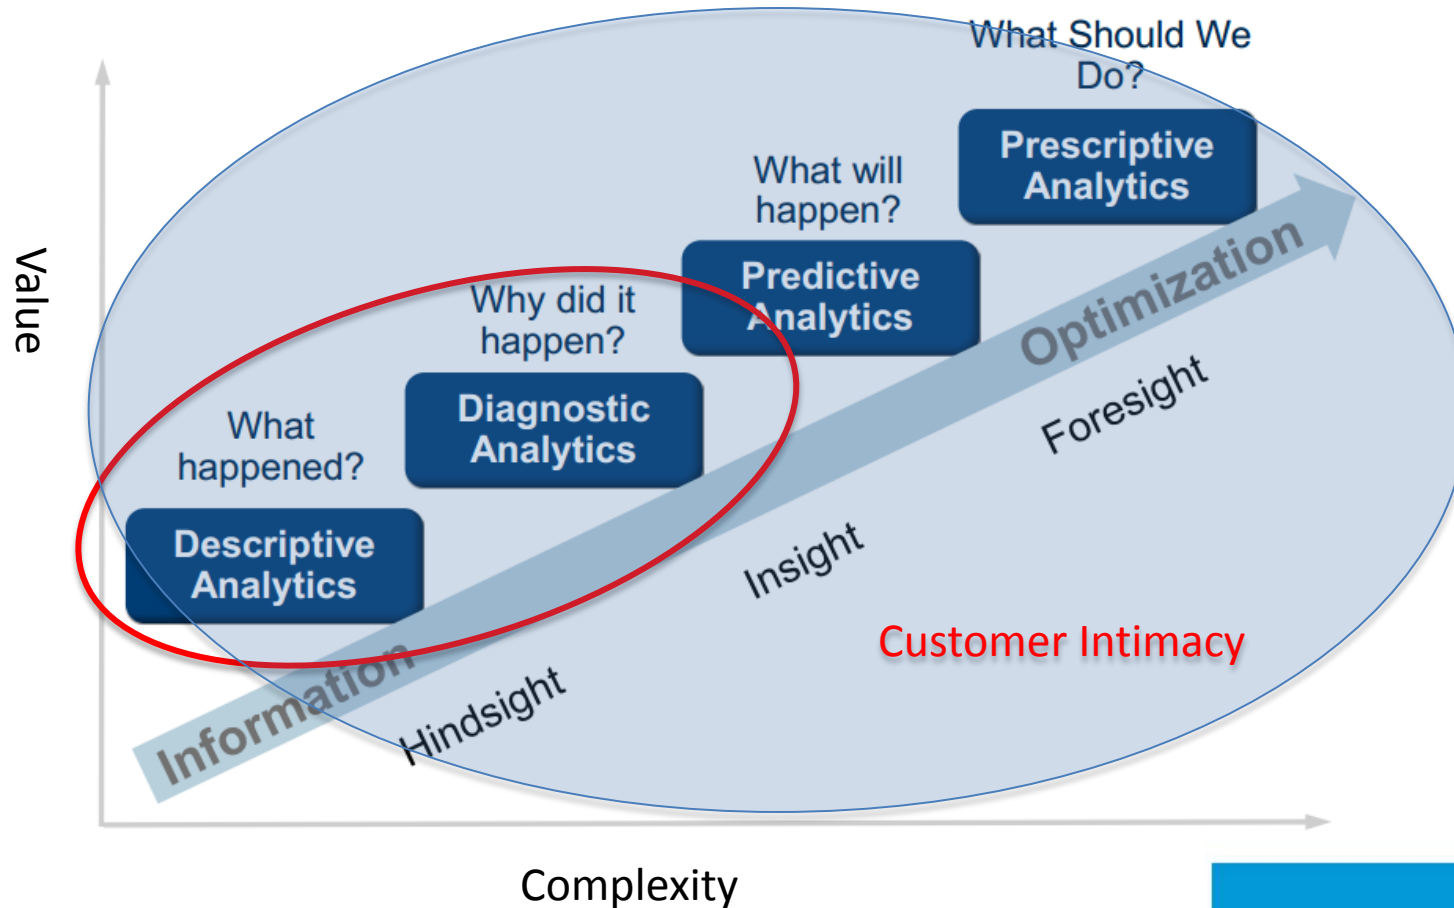 What Should We
Do?
Prescriptive
Analytics
What will
happen?
Predictive
Analytics
Why did it
happen?
Diagnostic
Analytics
What
happened?
Descriptive
Analytics
Value
Information
Optimization
Hindsight
Insight
Foresight
Customer Intimacy
Complexity